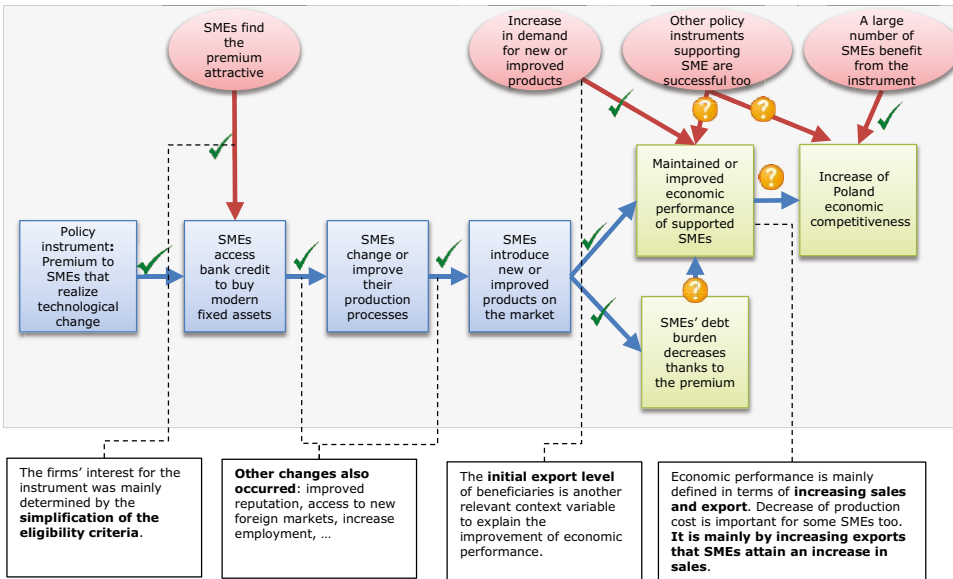 SMEs find
the
premium
attractive
Increase
in demand
for new or
improved
products
Other policy
instruments
supporting
SME are
successful too
A large
number of
SMEs benefit
from the
instrument
?
?
Policy
instrument:
Premium to
SMEs that
realize
technological
change
SMEs
access
bank credit
to buy
modern
fixed assets
SMEs
change or
improve
their
production
processes
SMEs
introduce
new or
improved
products on
the market
Maintained or
improved
economic
performance
of supported
SMEs
?
Increase of
Poland
economic
competitiveness
?
SMEs’ debt
burden
decreases
thanks to
the premium
The firms’ interest for the
instrument was mainly
determined by the
simplification of the
eligibility criteria.
Other changes also
occurred: improved
reputation, access to new
foreign markets, increase
employment, …
The initial export level
of beneficiaries is another
relevant context variable
to explain the
improvement of economic
performance.
Economic performance is mainly
defined in terms of increasing sales
and export. Decrease of production
cost is important for some SMEs too.
It is mainly by increasing exports
that SMEs attain an increase in
sales.